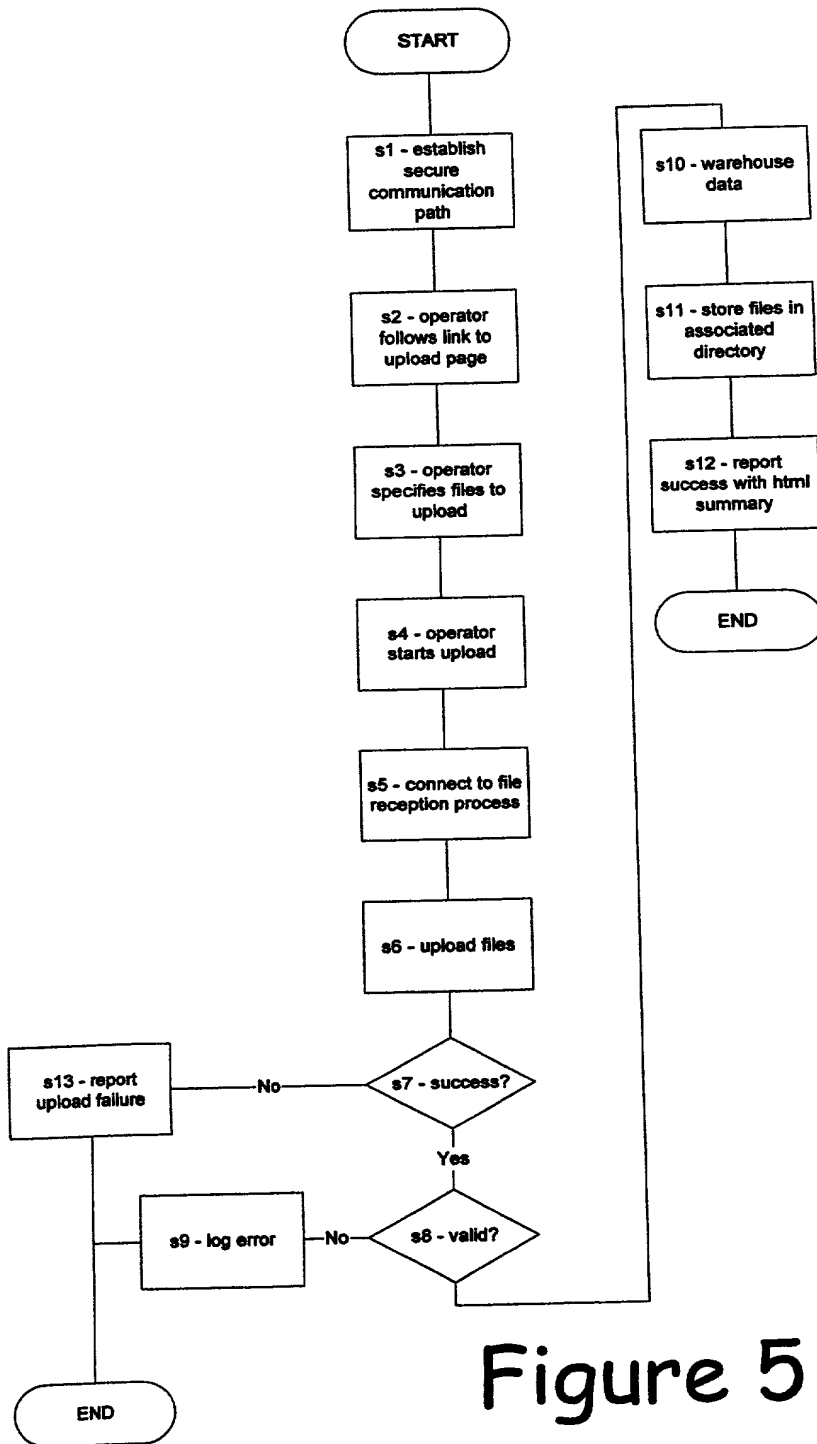 START
s1 - establish
secure
communication
path
s2 - operator
follows link to
upload page
s3 - operator
specifies files to
upload
s4 - operator
starts upload
s5 - connect to file
reception process
s6 - upload files
s7 - success?
No
s13 - report
upload failure
Yes
s8 - valid?
No
s9 - log error
END
s10 - warehouse
data
s11 - store files in
associated
directory
s12 - report
success with html
summary
END
Figure 5